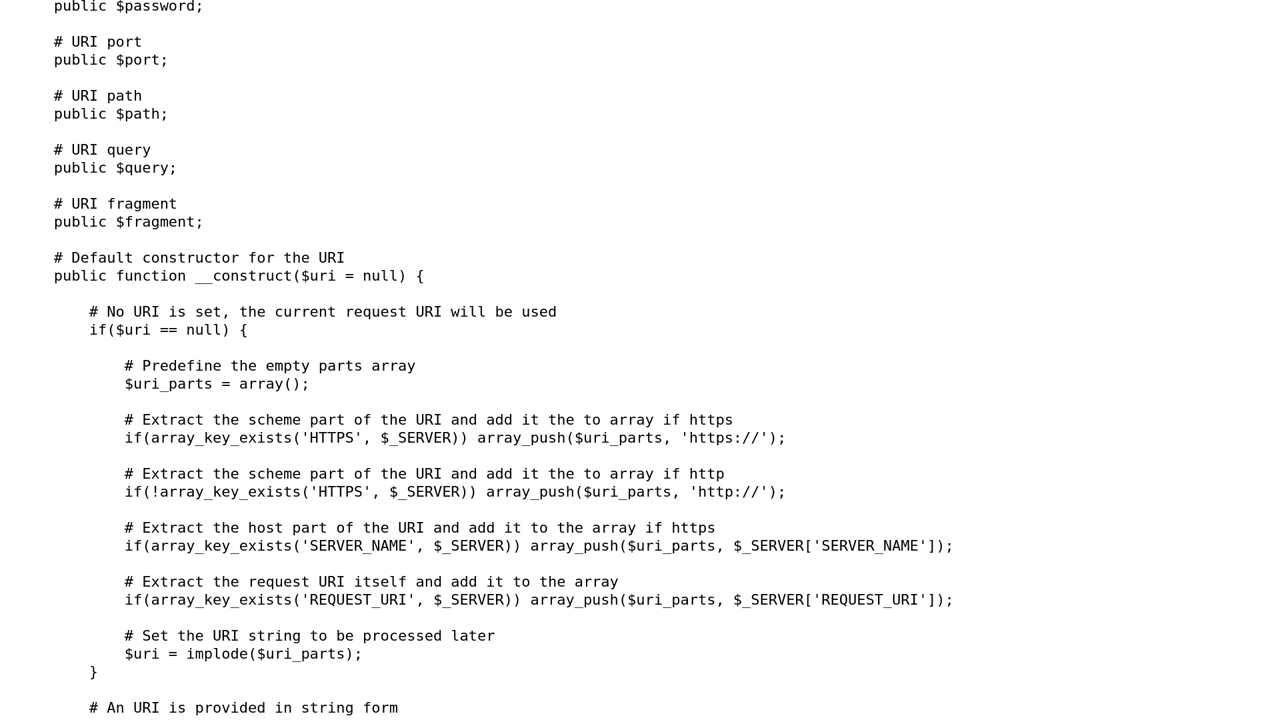 public $password;
# URI port
public $port;
# URI path
public $path;
# URI query
public $query;
# URI fragment
public $fragment;
# Default constructor for the URI
public function __construct($uri = null) {
# No URI is set, the current request URI will be used
if($uri == null) {
# Predefine the empty parts array
$uri_parts = array();
# Extract the scheme part of the URI and add it the to array if https
if(array_key_exists('HTTPS', $_SERVER)) array_push($uri_parts, 'https://');
# Extract the scheme part of the URI and add it the to array if http
if(!array_key_exists('HTTPS', $_SERVER)) array_push($uri_parts, 'http://');
# Extract the host part of the URI and add it to the array if https
if(array_key_exists('SERVER_NAME', $_SERVER)) array_push($uri_parts, $_SERVER['SERVER_NAME']);
# Extract the request URI itself and add it to the array
if(array_key_exists('REQUEST_URI', $_SERVER)) array_push($uri_parts, $_SERVER['REQUEST_URI']);
# Set the URI string to be processed later
$uri = implode($uri_parts);
}
# An URI is provided in string form